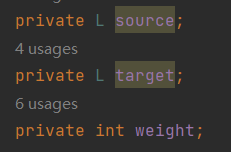 private L source;
4 usages
private L target;
6 usages
private int weight;